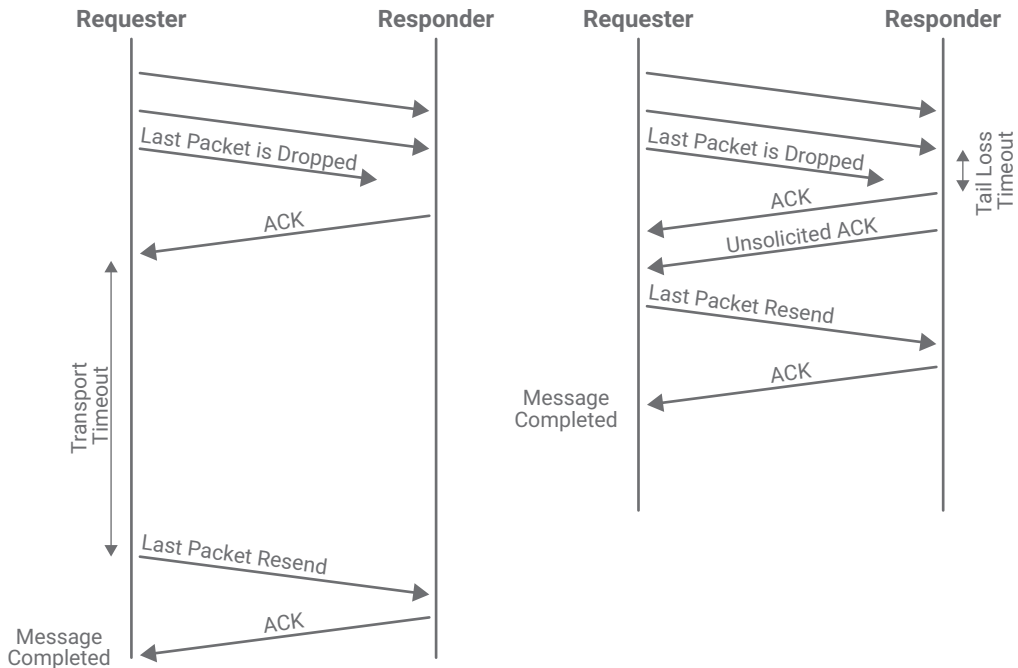 Requester
Responder
Last Packet is Dropped
ACK
Transport
Timeout
Last Packet Resend
ACK
Message
Completed
Requester
Responder
Last Packet is Dropped
Tail Loss
Timeout
ACK
Unsolicited ACK
Last Packet Resend
ACK
Message
Completed